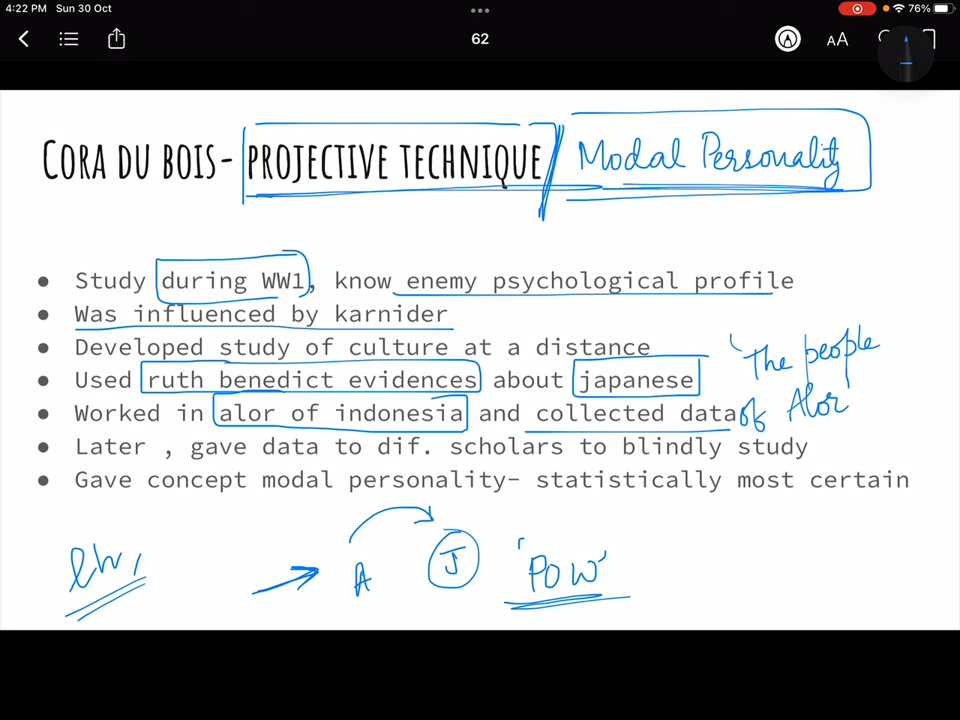 4:22 PM Sun 30 Oct
76%
62
AA
CORA DU BOIS- PROJECTIVE TECHNIQUE Modal Personality
● Study during WW1, know enemy psychological profile
● Was influenced by karnider
● Developed study of culture at a distance
● Used ruth benedict evidences about japanese
● Worked in alor of indonesia and collected data
● Later , gave data to dif. scholars to blindly study
● Gave concept modal personality- statistically most certain
'The people
of Alor'
A J 'POW'